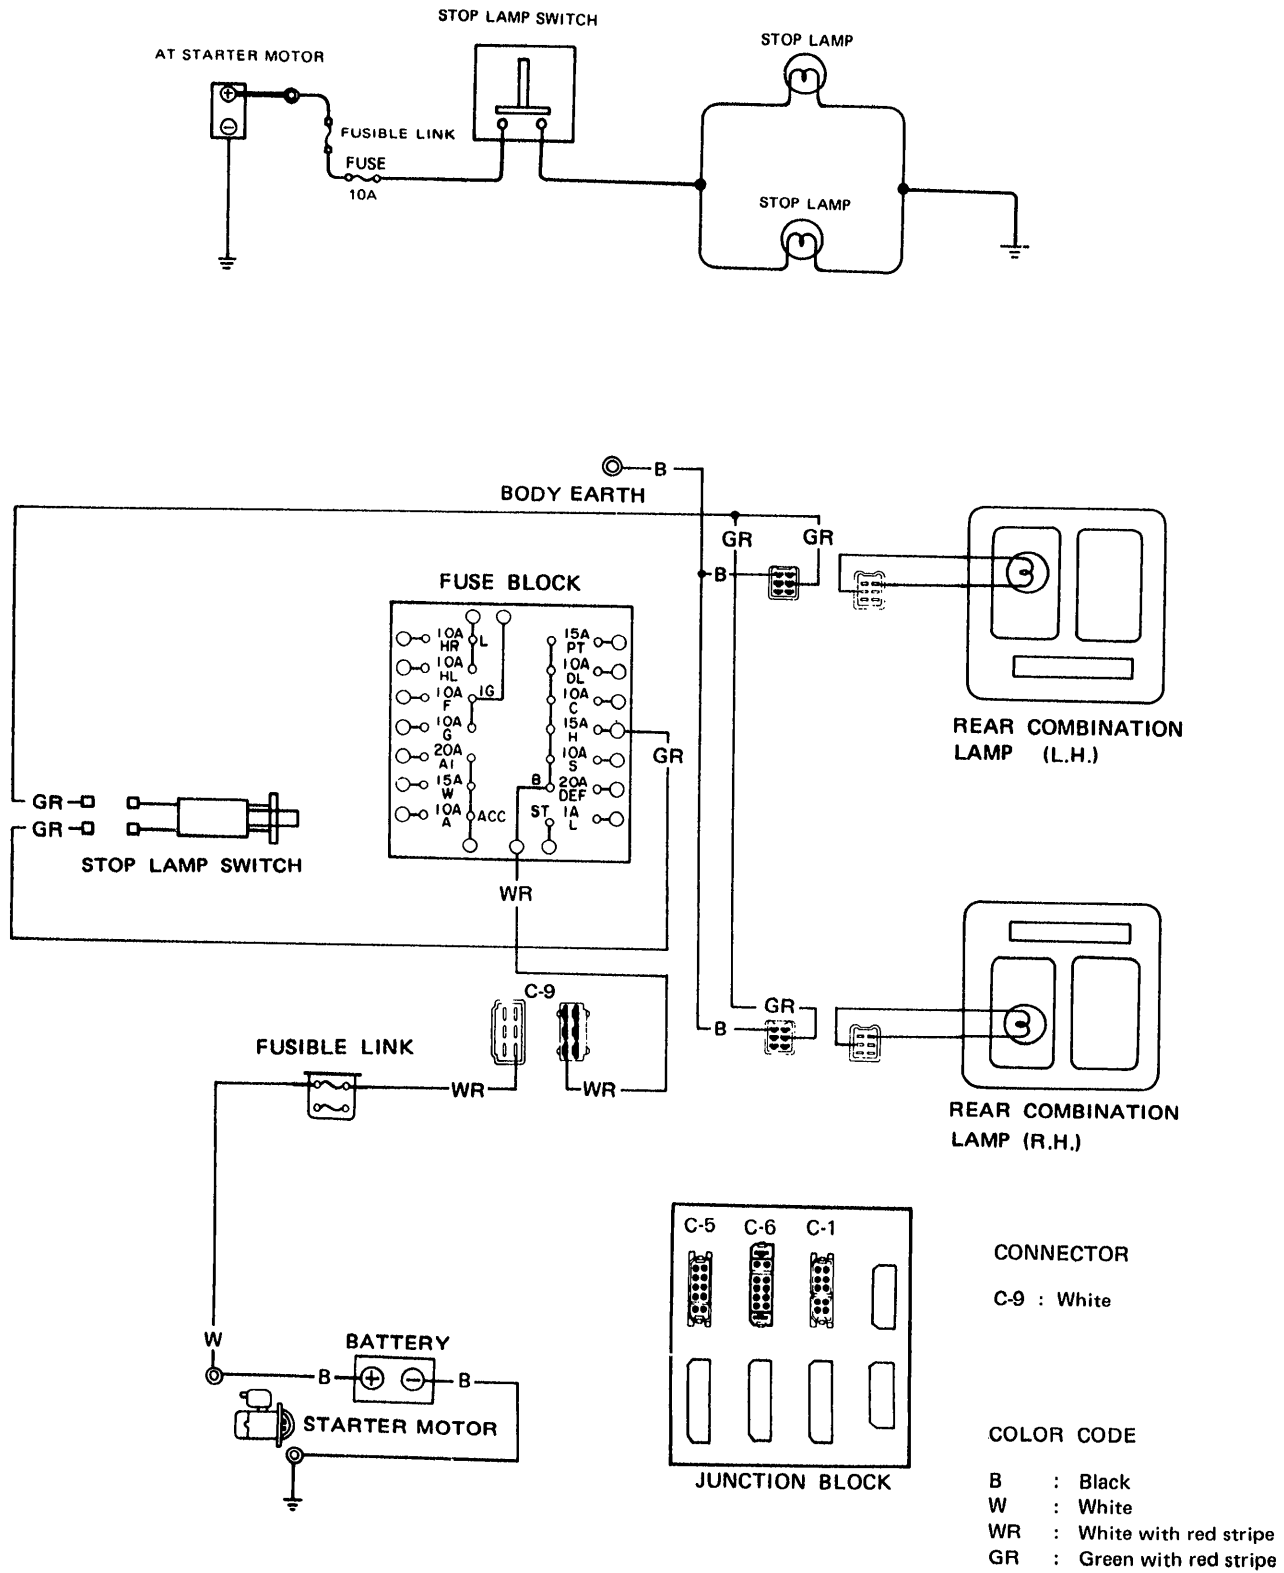 STOP LAMP SWITCH
AT STARTER MOTOR
STOP LAMP
+
−
FUSIBLE LINK
FUSE
10A
STOP LAMP
B
BODY EARTH
GR
GR
B
FUSE BLOCK
10A
HR
L
15A
PT
10A
HL
10A
DL
10A
F
IG
10A
C
10A
G
15A
H
20A
AI
10A
S
15A
W
B
20A
DEF
10A
A
ACC
ST
1A
L
GR
REAR COMBINATION
LAMP (L.H.)
GR
GR
STOP LAMP SWITCH
WR
C-9
GR
B
FUSIBLE LINK
WR
WR
REAR COMBINATION
LAMP (R.H.)
C-5 C-6 C-1
JUNCTION BLOCK
CONNECTOR
C-9 : White
W
BATTERY
B
+
−
B
STARTER MOTOR
COLOR CODE
B : Black
W : White
WR : White with red stripe
GR : Green with red stripe